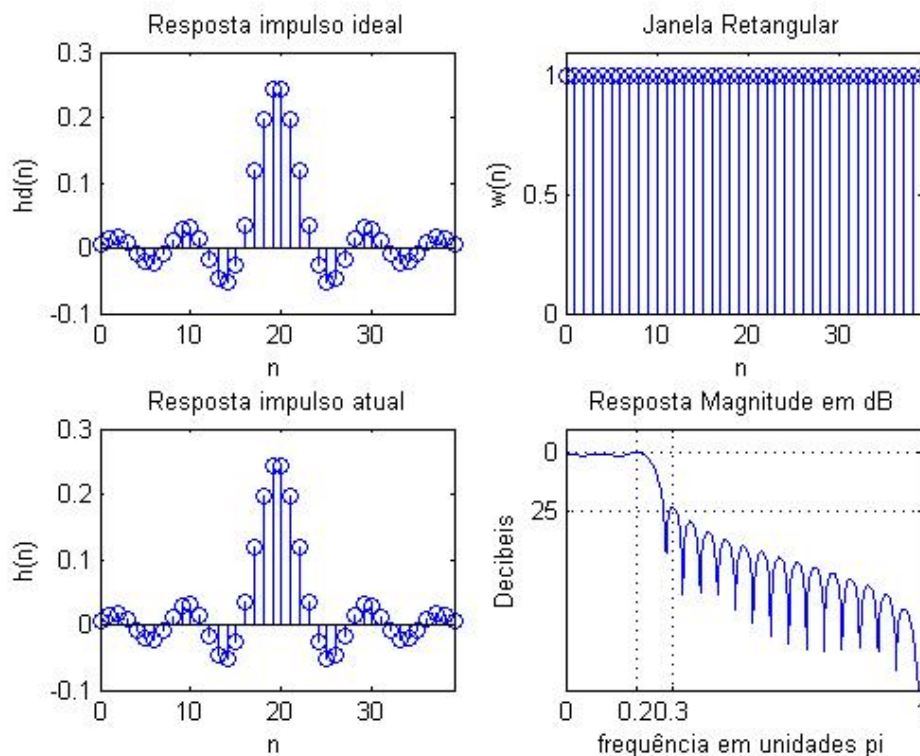 Resposta impulso ideal
0.3
0.2
0.1
0
-0.1
hd(n)
0 10 20 30
n
Janela Retangular
1
0.5
0
w(n)
0 10 20 30
n
Resposta impulso atual
0.3
0.2
0.1
0
-0.1
h(n)
0 10 20 30
n
Resposta Magnitude em dB
0
25
Decibeis
0 0.2 0.3 1
frequência em unidades pi